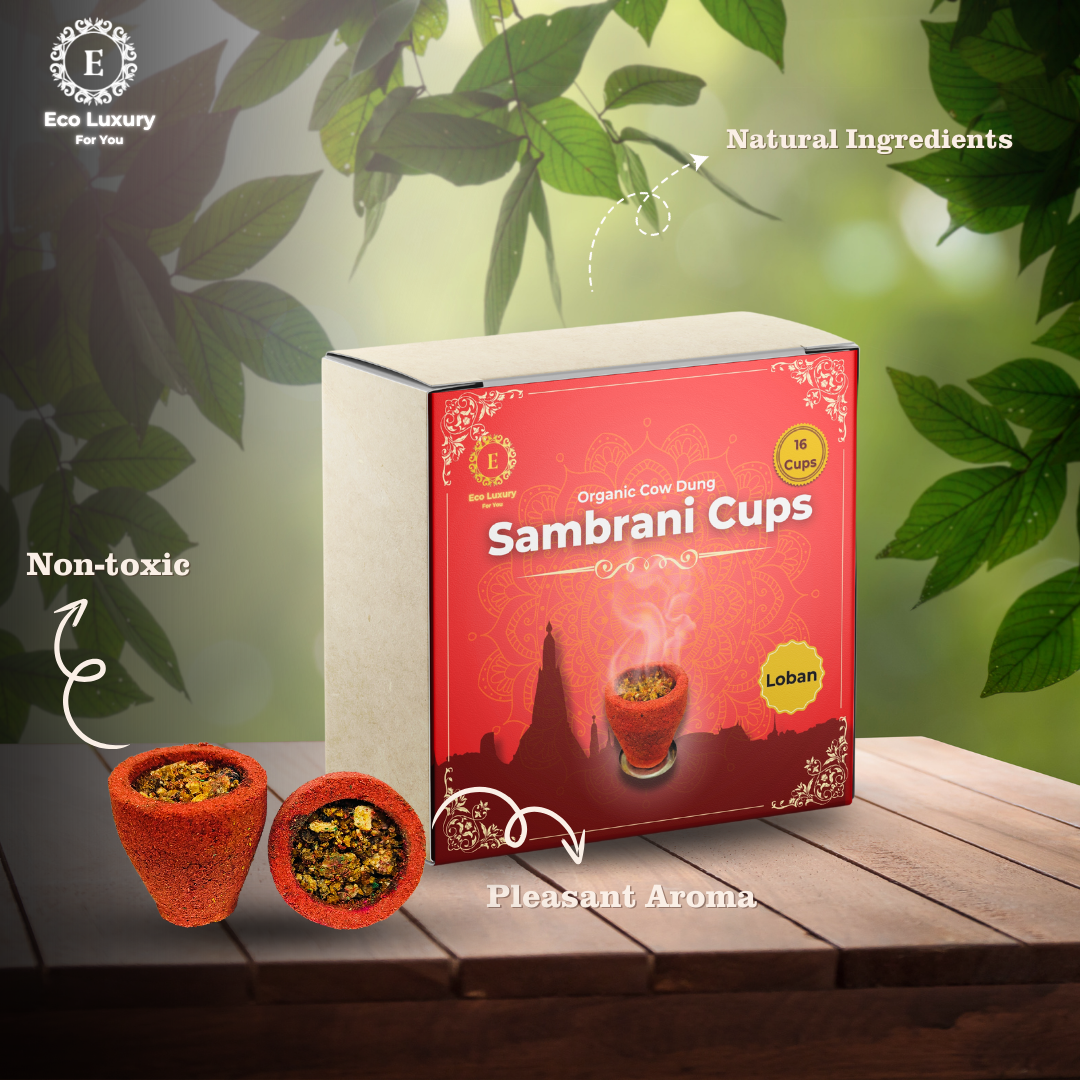 E
Eco Luxury
For You
Natural Ingredients
E
Eco Luxury
For You
16
Cups
Organic Cow Dung
Sambrani Cups
Loban
Non-toxic
Pleasant Aroma